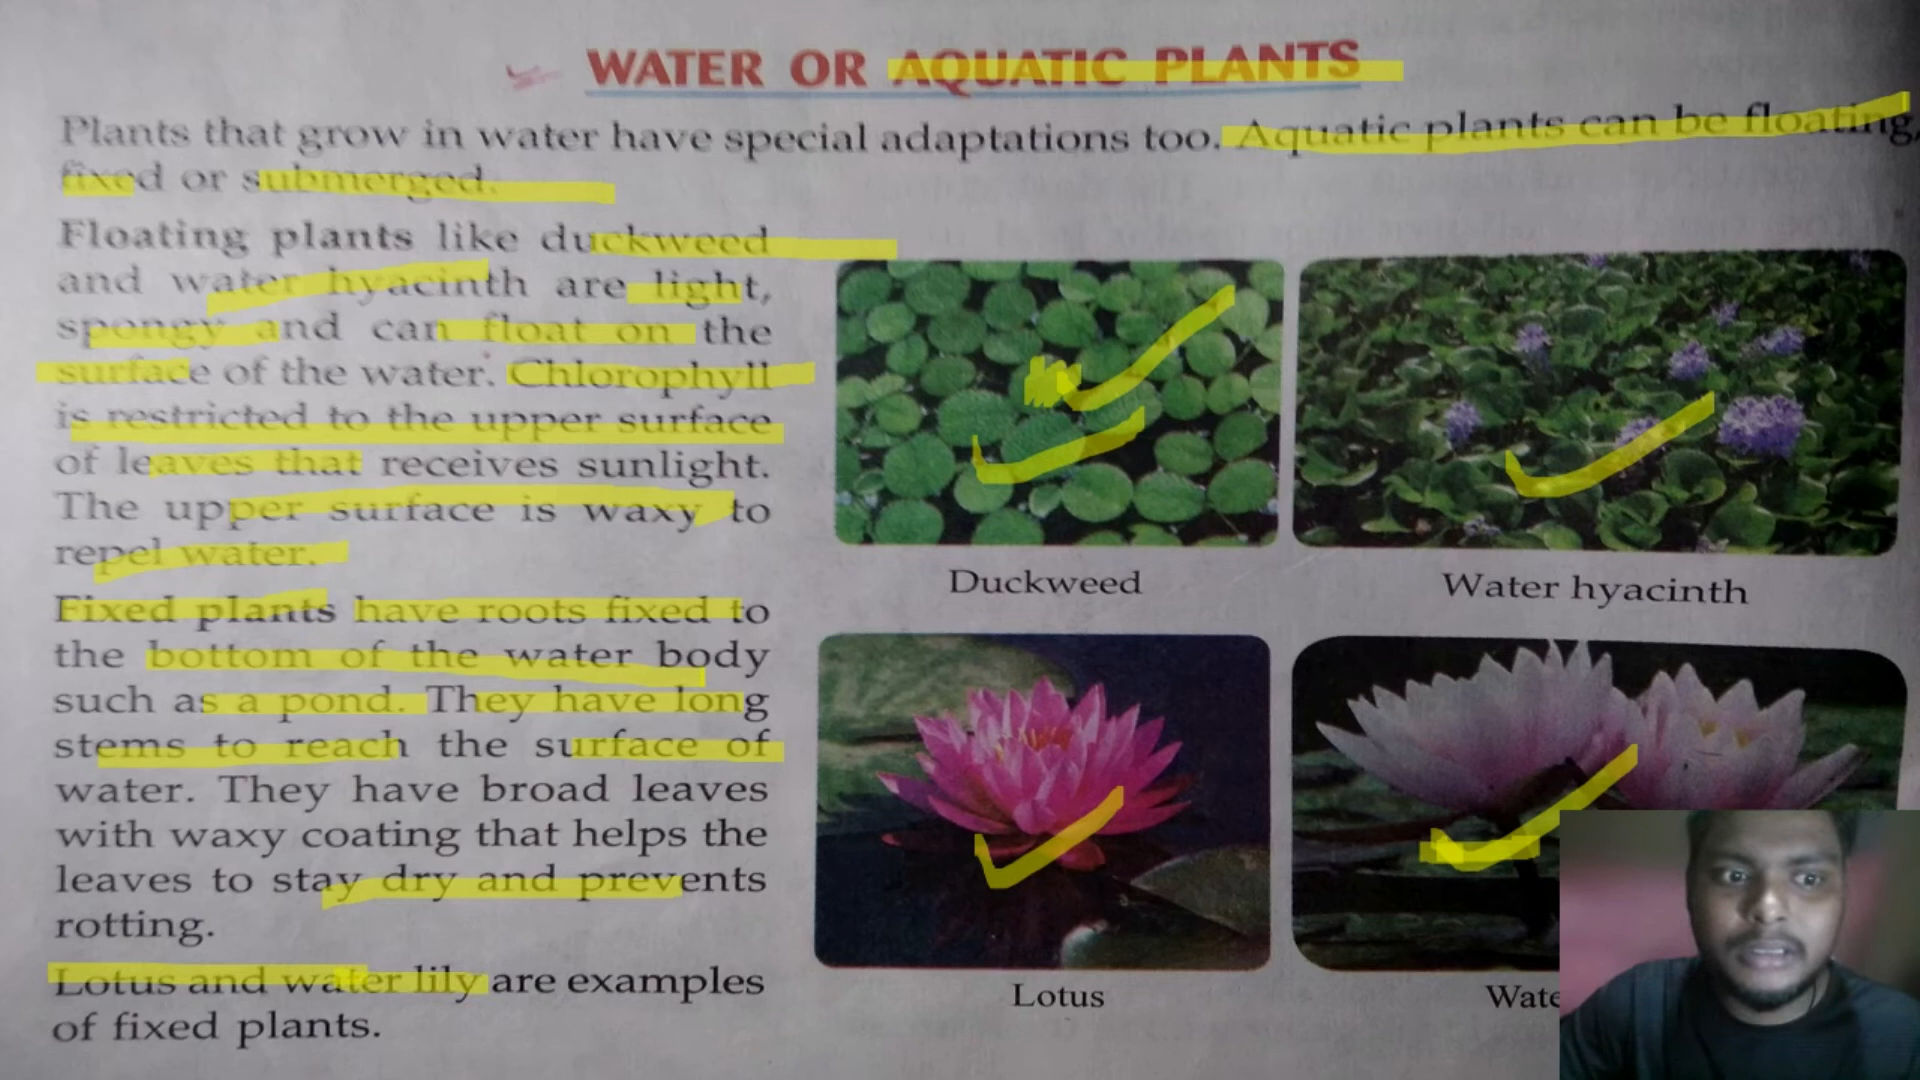 WATER OR AQUATIC PLANTS
Plants that grow in water have special adaptations too. Aquatic plants can be floating,
fixed or submerged.
Floating plants like duckweed
and water hyacinth are light,
spongy and can float on the
surface of the water. Chlorophyll
is restricted to the upper surface
of leaves that receives sunlight.
The upper surface is waxy to
repel water.
Duckweed
Water hyacinth
Fixed plants have roots fixed to
the bottom of the water body
such as a pond. They have long
stems to reach the surface of
water. They have broad leaves
with waxy coating that helps the
leaves to stay dry and prevents
rotting.
Lotus and water lily are examples
of fixed plants.
Lotus